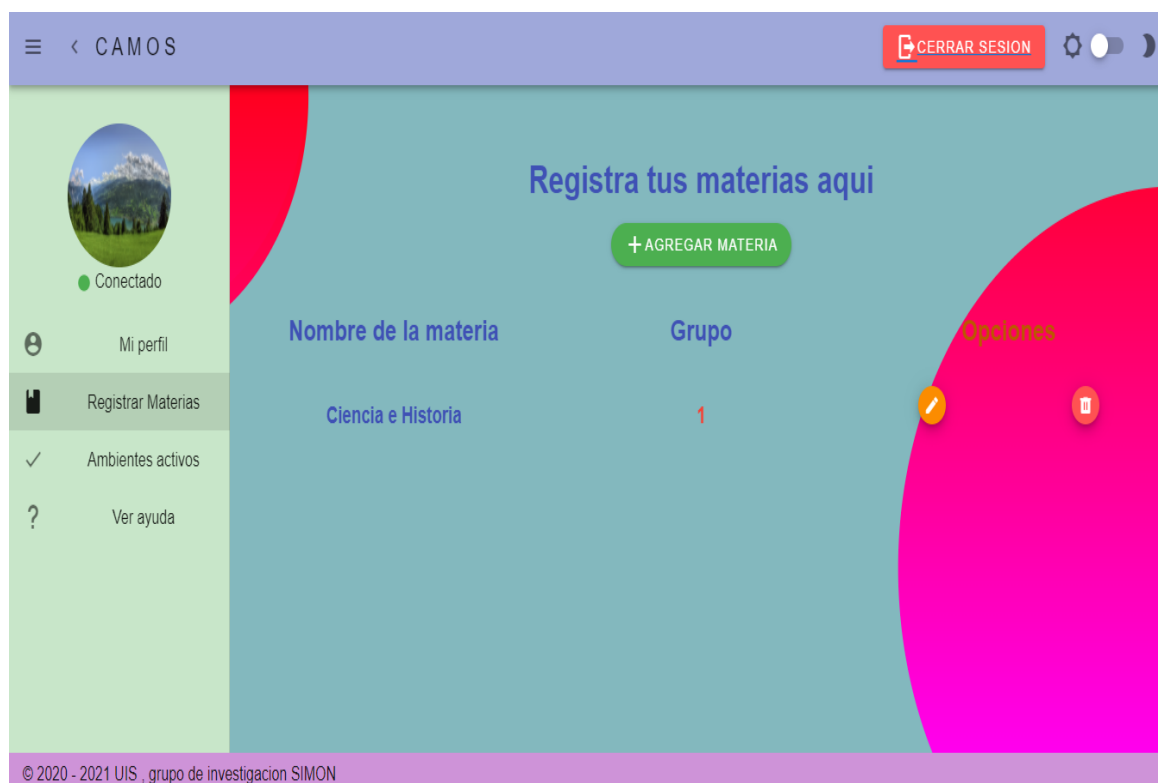 CAMOS
CERRAR SESION
Conectado
Mi perfil
Registrar Materias
Ambientes activos
Ver ayuda
Registra tus materias aqui
+ AGREGAR MATERIA
Nombre de la materia Grupo Opciones
Ciencia e Historia 1
© 2020 - 2021 UIS , grupo de investigacion SIMON